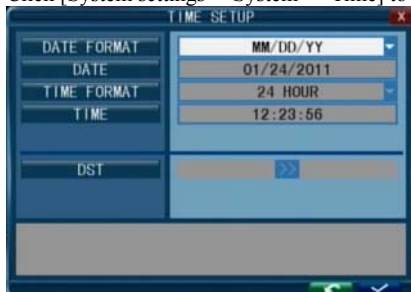 TIME SETUP
DATE FORMAT MM/DD/YY
DATE 01/24/2011
TIME FORMAT 24 HOUR
TIME 12:23:56
DST >>